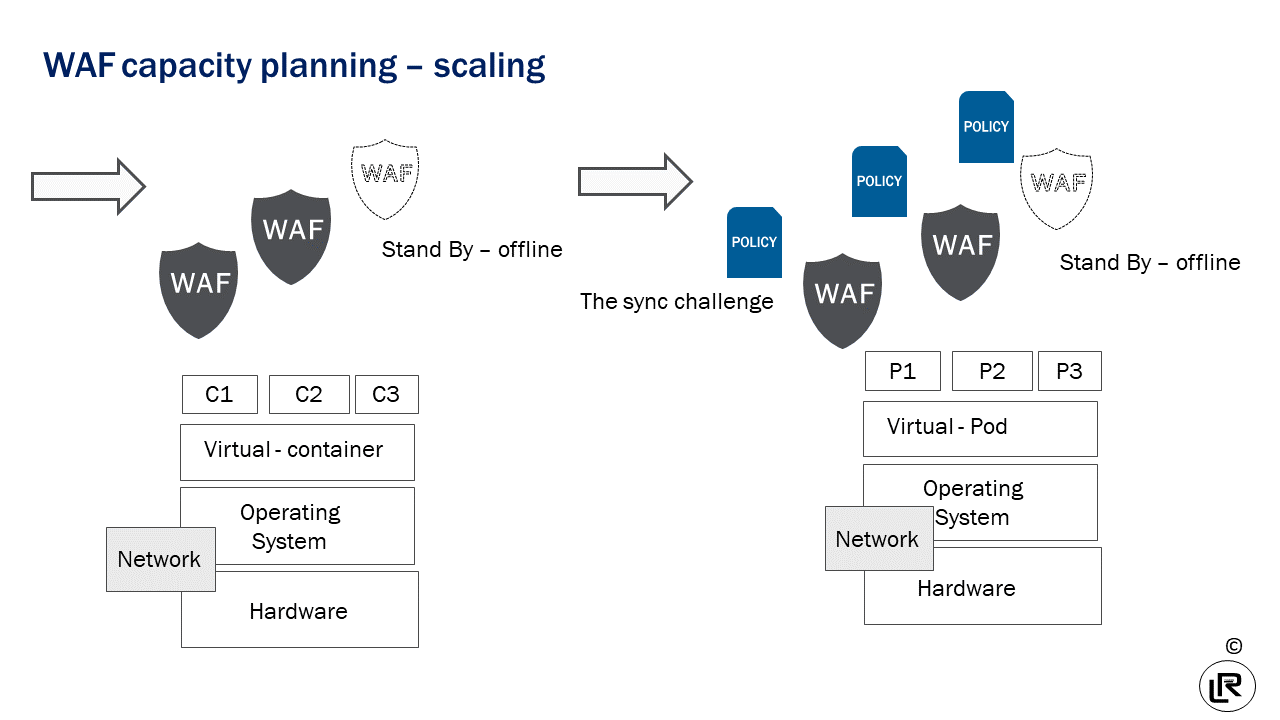 WAF capacity planning – scaling
WAF
WAF
WAF
Stand By – offline
C1
C2
C3
Virtual - container
Operating
System
Network
Hardware
POLICY
POLICY
POLICY
WAF
WAF
WAF
Stand By – offline
The sync challenge
P1
P2
P3
Virtual - Pod
Operating
System
Network
Hardware
©
LR